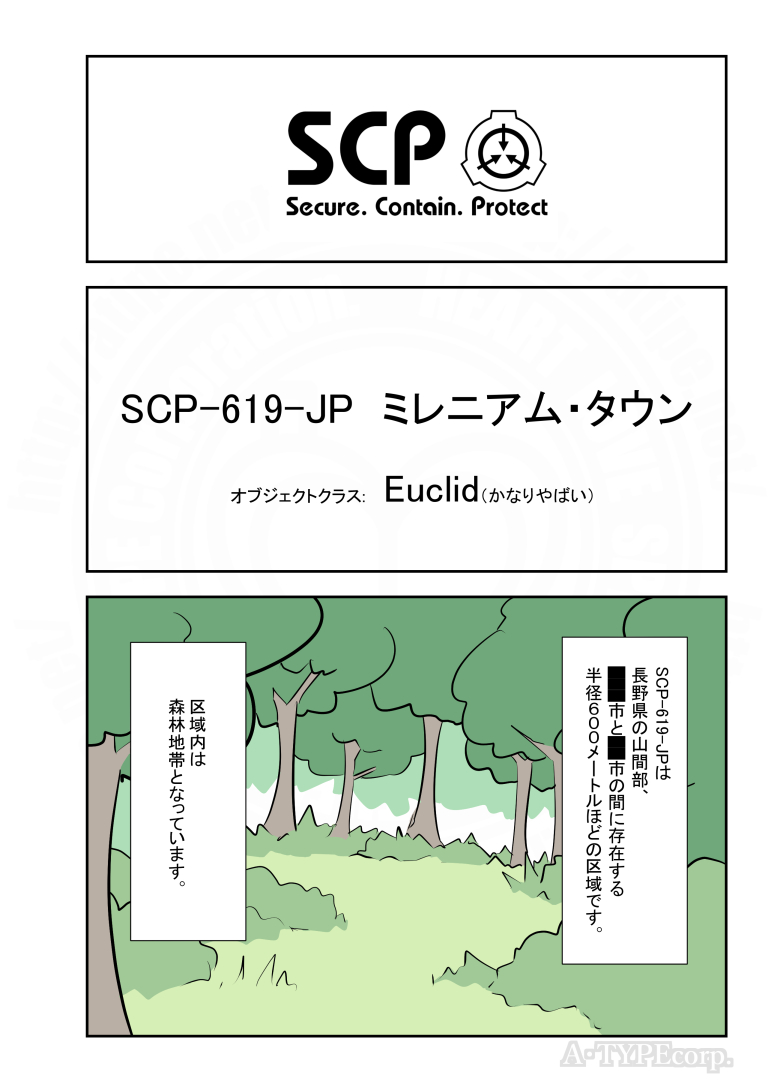 SCP
Secure. Contain. Protect
SCP-619-JP ミレニアム・タウン
オブジェクトクラス: Euclid(かなりやばい)
SCP-619-JPは
長野県の山間部、
■■市と■市の間に存在する
半径600メートルほどの区域です。
区域内は
森林地帯となっています。
A-TYPEcorp.